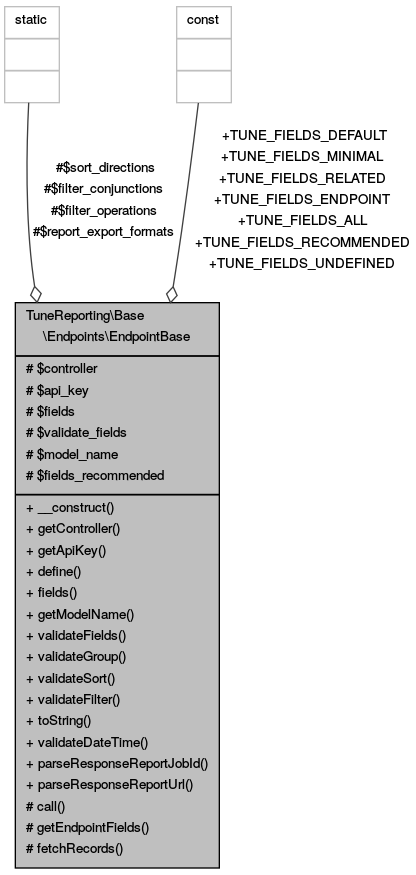 static
const
#$sort_directions
#$filter_conjunctions
#$filter_operations
#$report_export_formats
+TUNE_FIELDS_DEFAULT
+TUNE_FIELDS_MINIMAL
+TUNE_FIELDS_RELATED
+TUNE_FIELDS_ENDPOINT
+TUNE_FIELDS_ALL
+TUNE_FIELDS_RECOMMENDED
+TUNE_FIELDS_UNDEFINED
TuneReporting\Base
\Endpoints\EndpointBase
# $controller
# $api_key
# $fields
# $validate_fields
# $model_name
# $fields_recommended
+ __construct()
+ getController()
+ getApiKey()
+ define()
+ fields()
+ getModelName()
+ validateFields()
+ validateGroup()
+ validateSort()
+ validateFilter()
+ toString()
+ validateDateTime()
+ parseResponseReportJobId()
+ parseResponseReportUrl()
# call()
# getEndpointFields()
# fetchRecords()